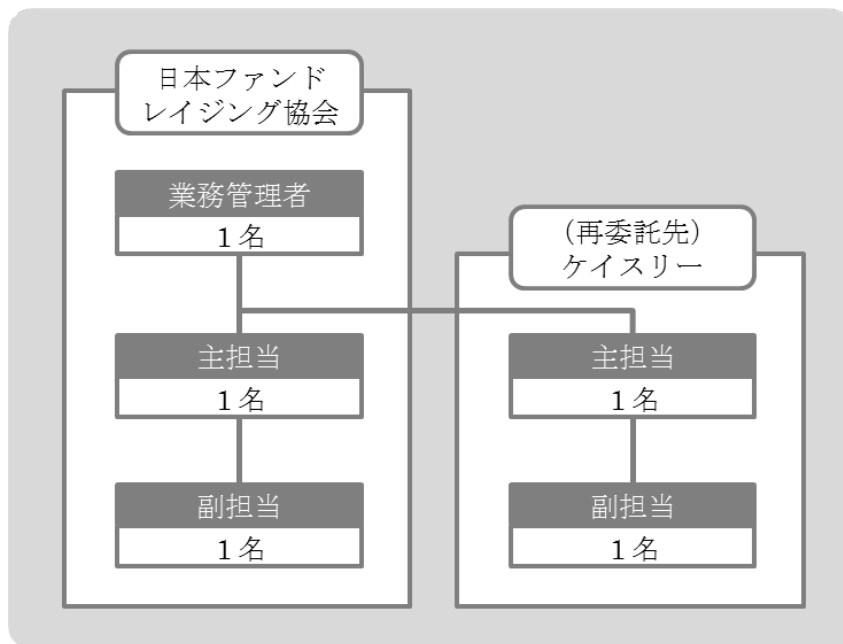 日本ファンド
レイジング協会
業務管理者
1名
主担当
1名
副担当
1名
(再委託先)
ケイスリー
主担当
1名
副担当
1名